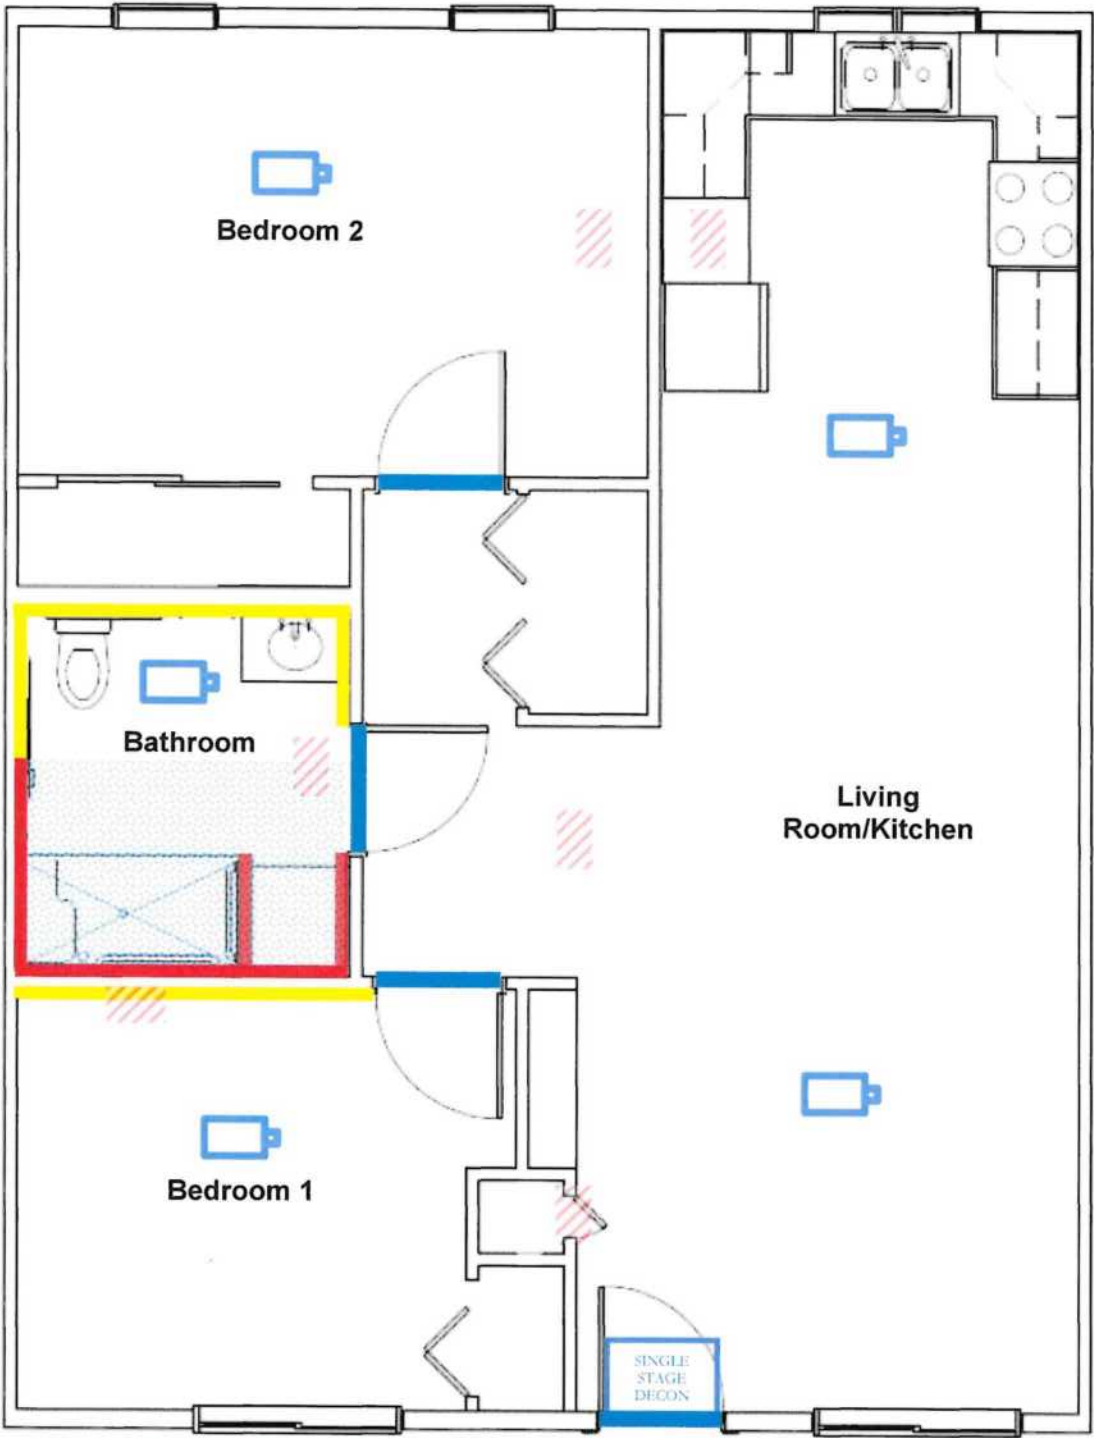 Bedroom 2
Bathroom
Living
Room/Kitchen
Bedroom 1
SINGLE
STAGE
DECON